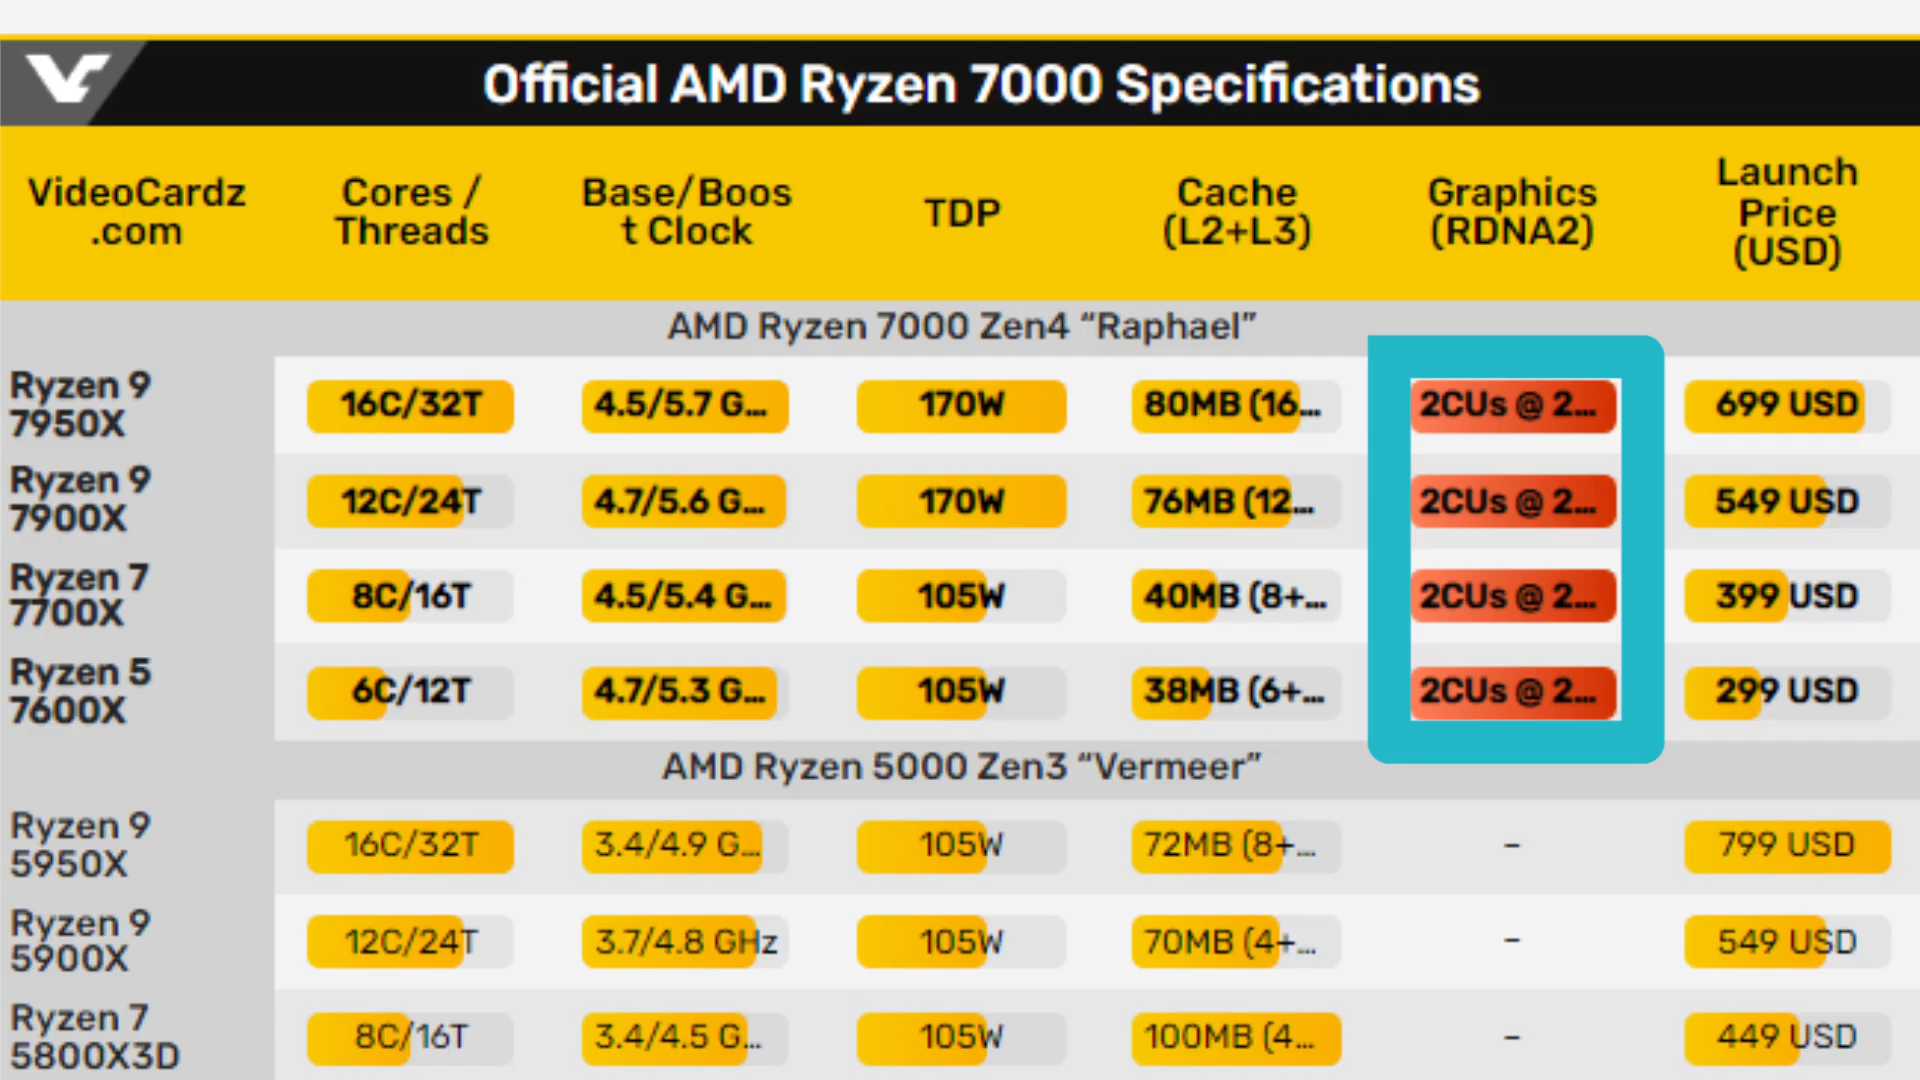 Official AMD Ryzen 7000 Specifications
VideoCardz
.com
Cores /
Threads
Base/Boos
t Clock
TDP
Cache
(L2+L3)
Graphics
(RDNA2)
Launch
Price
(USD)
AMD Ryzen 7000 Zen4 “Raphael”
Ryzen 9
7950X
16C/32T
4.5/5.7 G...
170W
80MB (16...
2CUs @ 2...
699 USD
Ryzen 9
7900X
12C/24T
4.7/5.6 G...
170W
76MB (12...
2CUs @ 2...
549 USD
Ryzen 7
7700X
8C/16T
4.5/5.4 G...
105W
40MB (8+...
2CUs @ 2...
399 USD
Ryzen 5
7600X
6C/12T
4.7/5.3 G...
105W
38MB (6+...
2CUs @ 2...
299 USD
AMD Ryzen 5000 Zen3 “Vermeer”
Ryzen 9
5950X
16C/32T
3.4/4.9 G...
105W
72MB (8+...
–
799 USD
Ryzen 9
5900X
12C/24T
3.7/4.8 GHz
105W
70MB (4+...
–
549 USD
Ryzen 7
5800X3D
8C/16T
3.4/4.5 G...
105W
100MB (4...
–
449 USD